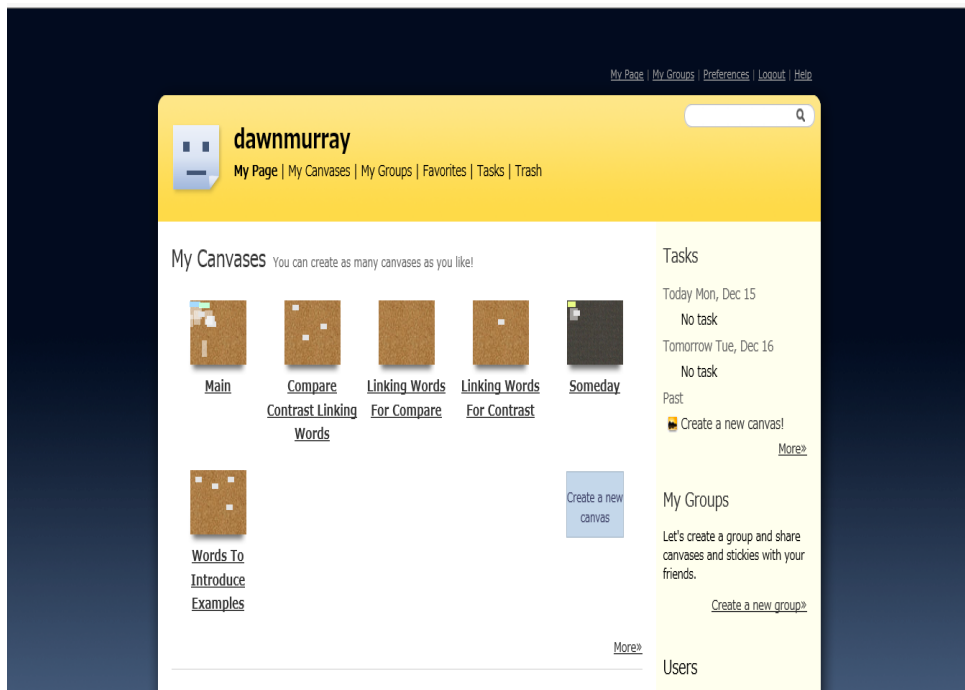 My Page | My Groups | Preferences | Logout | Help
dawnmurray
My Page | My Canvases | My Groups | Favorites | Tasks | Trash
My Canvases You can create as many canvases as you like!
Main
Compare
Contrast Linking
Words
Linking Words
For Compare
Linking Words
For Contrast
Someday
Words To
Introduce
Examples
Create a new
canvas
More»
Tasks
Today Mon, Dec 15
No task
Tomorrow Tue, Dec 16
No task
Past
Create a new canvas!
More»
My Groups
Let's create a group and share
canvases and stickies with your
friends.
Create a new group»
Users